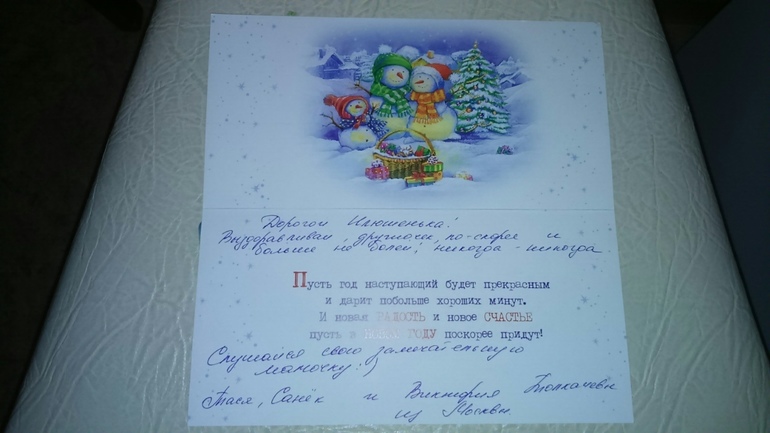 Дорогой Илюшенька!
Выздоравливай, дружочек, по-скорее и
больше не болей! никогда-никогда
Пусть год наступающий будет прекрасным
и дарит побольше хороших минут.
И новая РАДОСТЬ и новое СЧАСТЬЕ
пусть в НОВОМ ГОДУ поскорее придут!
Слушайся свою замечательную
мамочку :)
Тася, Санёк и Виктория
из Москвы